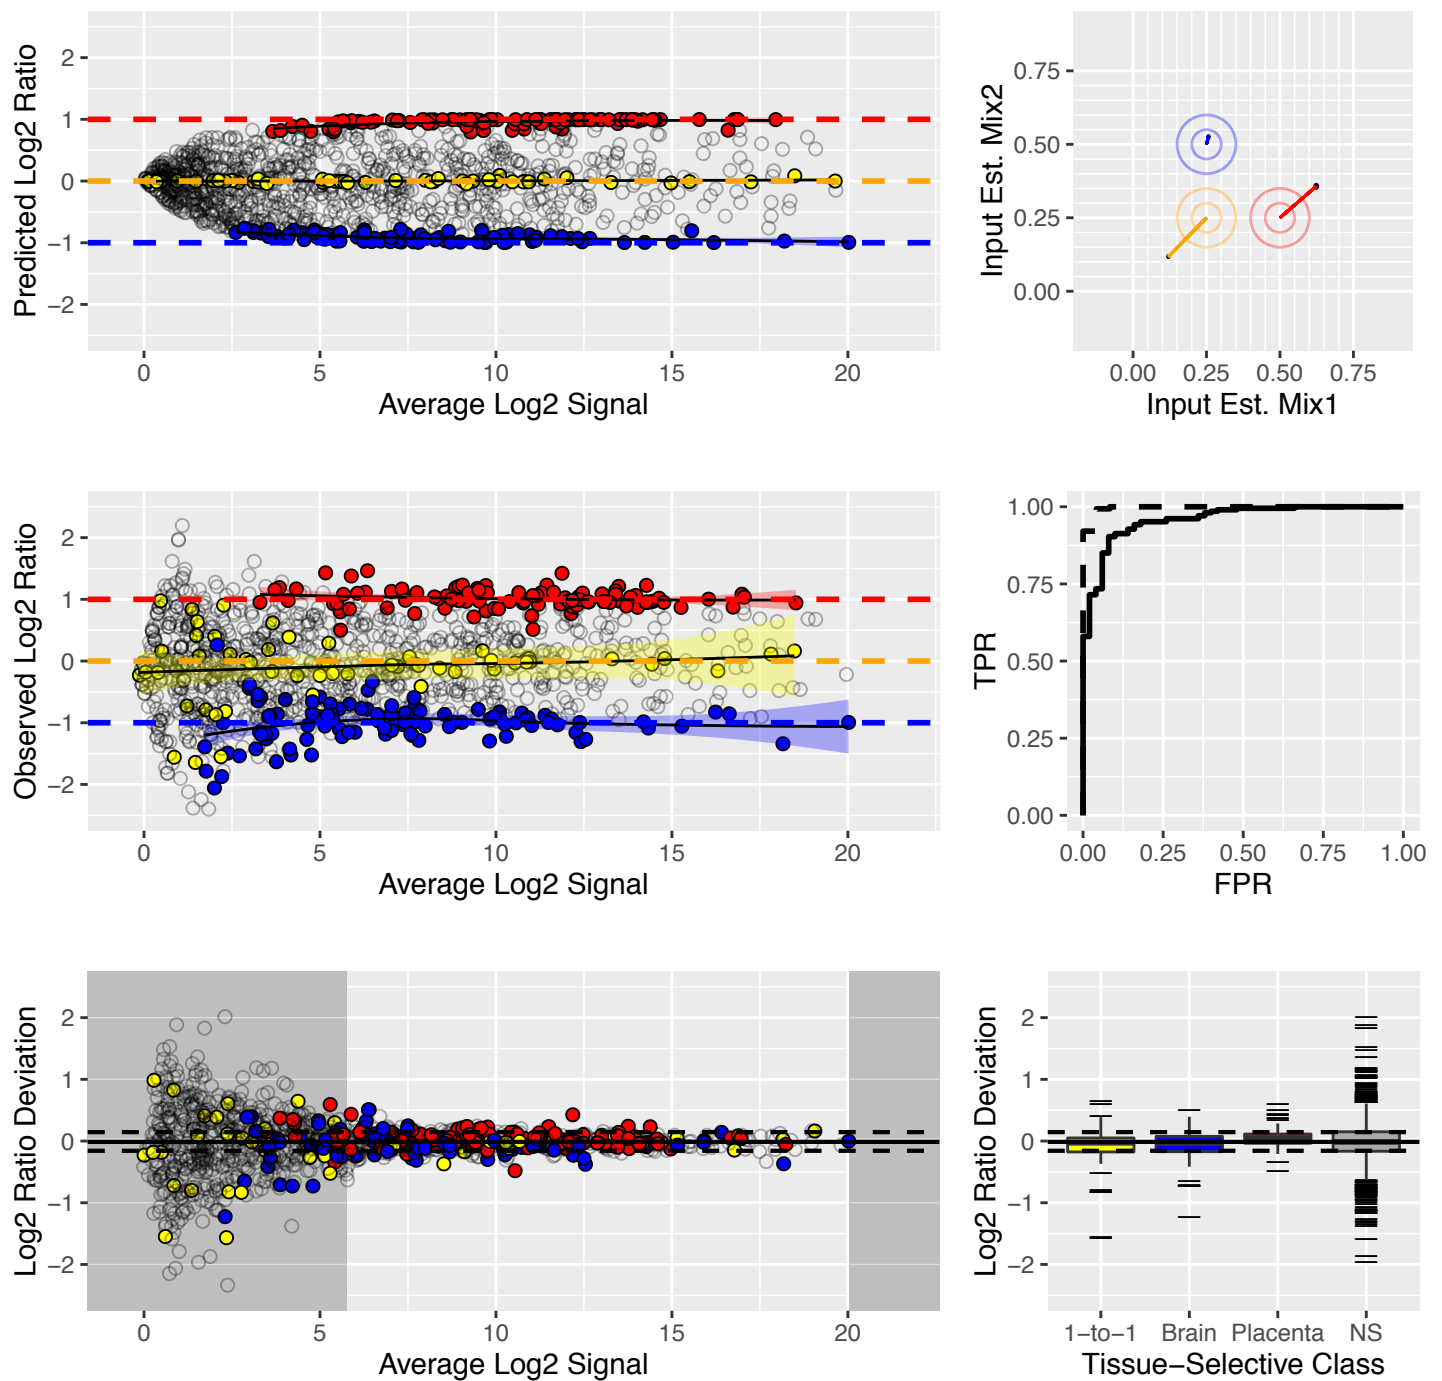 Predicted Log2 Ratio
2
1
0
−1
−2
0 5 10 15 20
Average Log2 Signal
Input Est. Mix2
0.75
0.50
0.25
0.00
0.00 0.25 0.50 0.75
Input Est. Mix1
Observed Log2 Ratio
2
1
0
−1
−2
0 5 10 15 20
Average Log2 Signal
TPR
1.00
0.75
0.50
0.25
0.00
0.00 0.25 0.50 0.75 1.00
FPR
Log2 Ratio Deviation
2
1
0
−1
−2
0 5 10 15 20
Average Log2 Signal
Log2 Ratio Deviation
2
1
0
−1
−2
1−to−1 Brain Placenta NS
Tissue−Selective Class